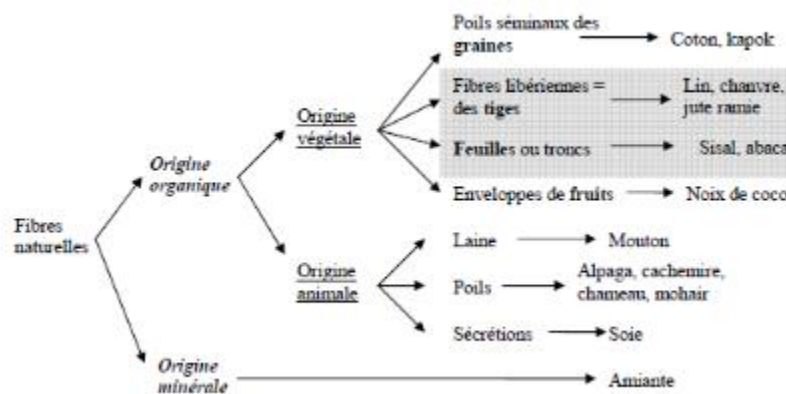 Poils séminaux des
graines
Coton, kapok
Fibres libériennes =
des tiges
Lin, chanvre,
jute ramie
Origine
végétale
Feuilles ou troncs
Sisal, abaca
Origine
organique
Enveloppes de fruits
Noix de coco
Fibres
naturelles
Laine
Mouton
Origine
animale
Poils
Alpaga, cachemire,
chameau, mohair
Sécrétions
Soie
Origine
minérale
Amiante